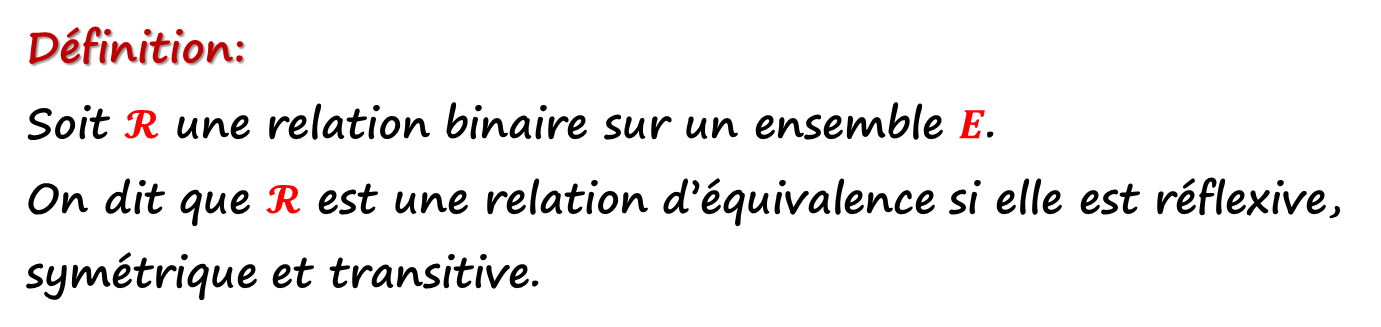 Définition:
Soit ℛ une relation binaire sur un ensemble E.
On dit que ℛ est une relation d’équivalence si elle est réflexive,
symétrique et transitive.